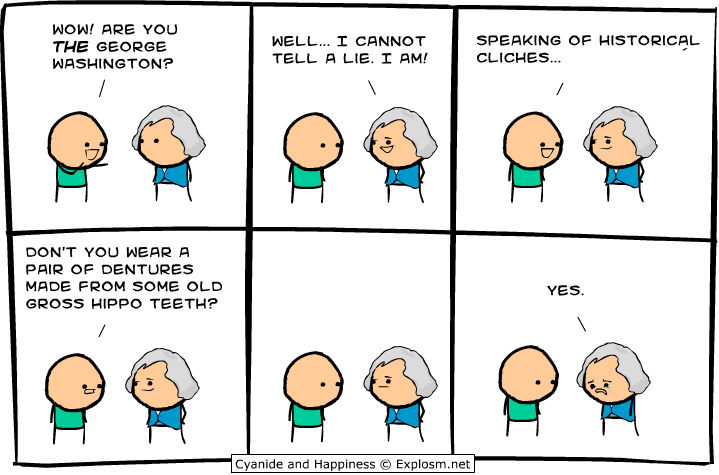 WOW! ARE YOU
THE GEORGE
WASHINGTON?
WELL... I CANNOT
TELL A LIE. I AM!
SPEAKING OF HISTORICAL
CLICHES...
DON'T YOU WEAR A
PAIR OF DENTURES
MADE FROM SOME OLD
GROSS HIPPO TEETH?
YES.
Cyanide and Happiness © Explosm.net